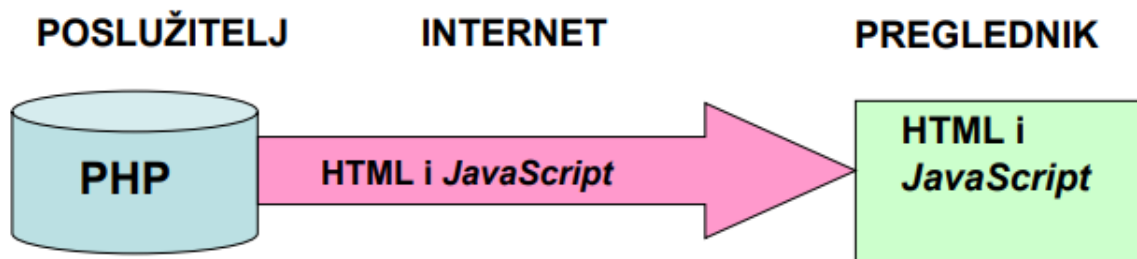 POSLUŽITELJ
INTERNET
PREGLEDNIK
PHP
HTML i JavaScript
HTML i
JavaScript